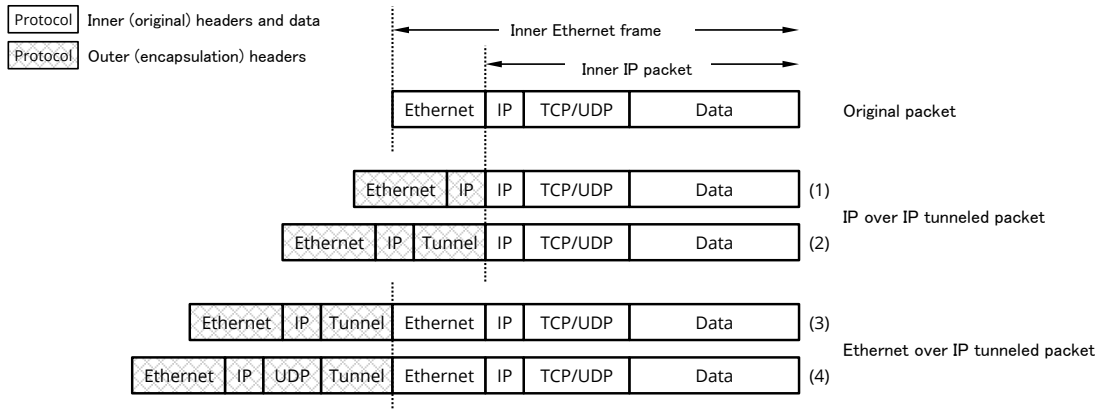 Protocol Inner (original) headers and data
Protocol Outer (encapsulation) headers
Inner Ethernet frame
Inner IP packet
Ethernet IP TCP/UDP Data Original packet
Ethernet IP IP TCP/UDP Data (1)
IP over IP tunneled packet
Ethernet IP Tunnel IP TCP/UDP Data (2)
Ethernet IP Tunnel Ethernet IP TCP/UDP Data (3)
Ethernet over IP tunneled packet
Ethernet IP UDP Tunnel Ethernet IP TCP/UDP Data (4)